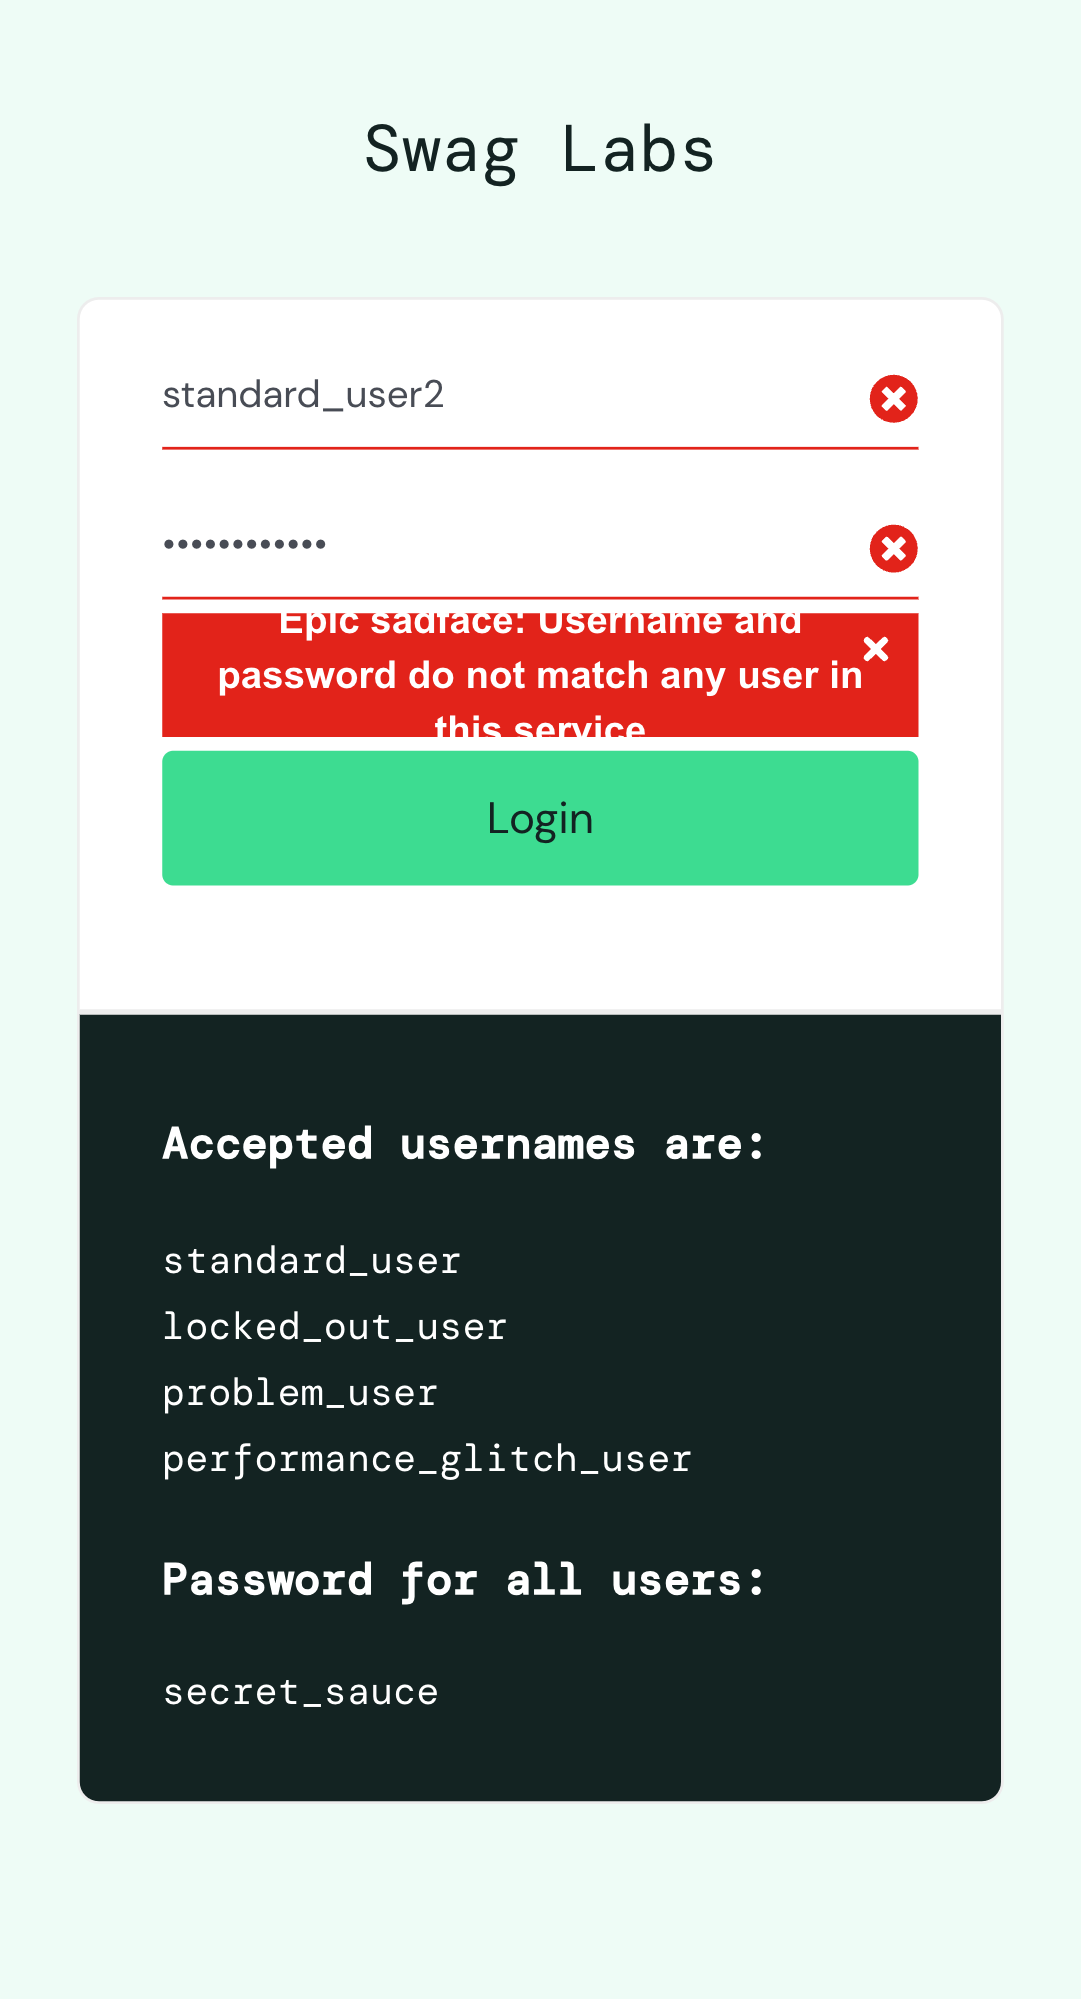 Swag Labs
standard_user2
••••••••••••
Epic sadface: Username and
password do not match any user in
this service
Login
Accepted usernames are:
standard_user
locked_out_user
problem_user
performance_glitch_user
Password for all users:
secret_sauce